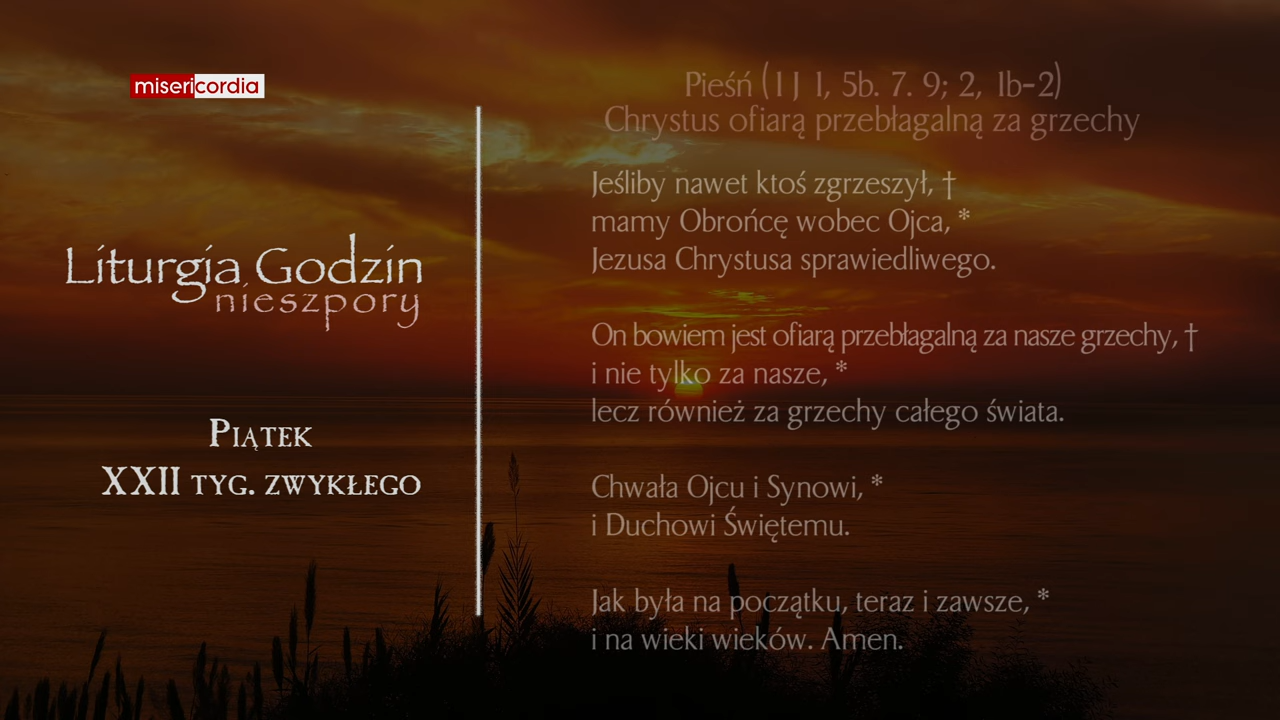 misericordia
Liturgia Godzin
nieszpory
Piątek
XXII tyg. zwykłego
Pieśń (1 J 1, 5b. 7. 9; 2, 1b-2)
Chrystus ofiarą przebłagalną za grzechy
Jeśliby nawet ktoś zgrzeszył, †
mamy Obrońcę wobec Ojca, *
Jezusa Chrystusa sprawiedliwego.
On bowiem jest ofiarą przebłagalną za nasze grzechy, †
i nie tylko za nasze, *
lecz również za grzechy całego świata.
Chwała Ojcu i Synowi, *
i Duchowi Świętemu.
Jak była na początku, teraz i zawsze, *
i na wieki wieków. Amen.